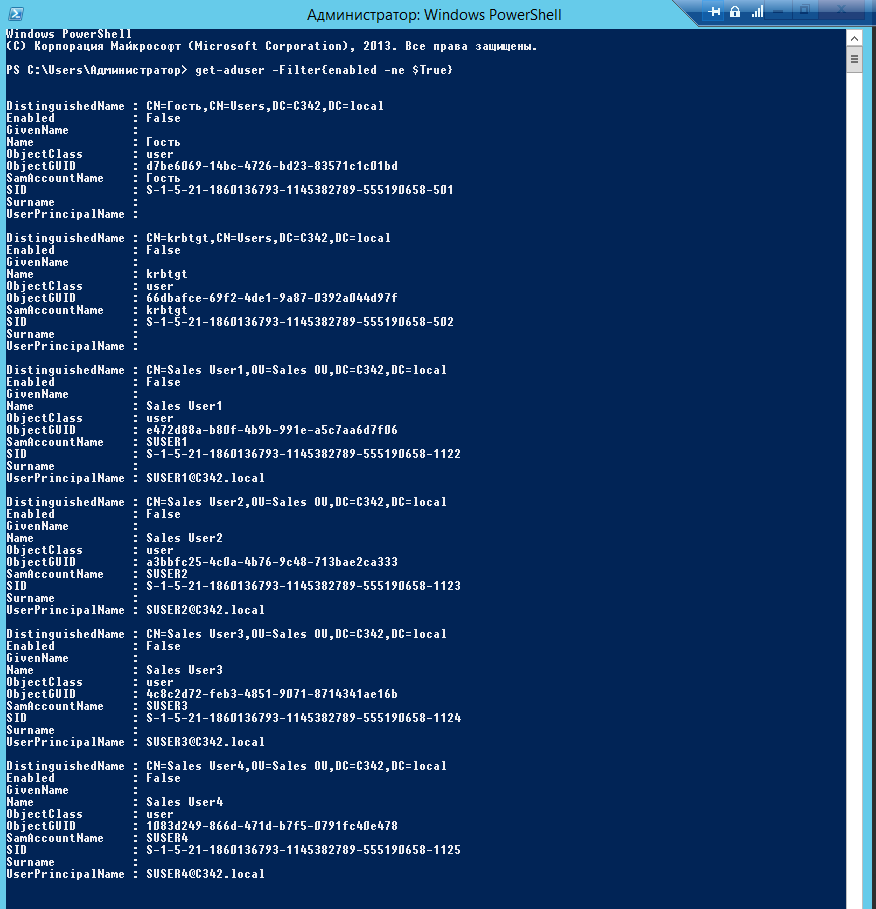 Администратор: Windows PowerShell
Windows PowerShell
(C) Корпорация Майкрософт (Microsoft Corporation), 2013. Все права защищены.
PS C:\Users\Администратор> get-aduser -Filter{enabled -ne $True}
DistinguishedName : CN=Гость,CN=Users,DC=C342,DC=local
Enabled : False
GivenName :
Name : Гость
ObjectClass : user
ObjectGUID : d7be6069-14bc-4726-bd23-83571c1c01bd
SamAccountName : Гость
SID : S-1-5-21-1860136793-1145382789-555190658-501
Surname :
UserPrincipalName :
DistinguishedName : CN=krbtgt,CN=Users,DC=C342,DC=local
Enabled : False
GivenName :
Name : krbtgt
ObjectClass : user
ObjectGUID : 66dbafce-69f2-4de1-9a87-0392a044d97f
SamAccountName : krbtgt
SID : S-1-5-21-1860136793-1145382789-555190658-502
Surname :
UserPrincipalName :
DistinguishedName : CN=Sales User1,OU=Sales OU,DC=C342,DC=local
Enabled : False
GivenName :
Name : Sales User1
ObjectClass : user
ObjectGUID : e472d88a-b80f-4b9b-991e-a5c7aa6d7f06
SamAccountName : SUSER1
SID : S-1-5-21-1860136793-1145382789-555190658-1122
Surname :
UserPrincipalName : SUSER1@C342.local
DistinguishedName : CN=Sales User2,OU=Sales OU,DC=C342,DC=local
Enabled : False
GivenName :
Name : Sales User2
ObjectClass : user
ObjectGUID : a3bbfc25-4c0a-4b76-9c48-713bae2ca333
SamAccountName : SUSER2
SID : S-1-5-21-1860136793-1145382789-555190658-1123
Surname :
UserPrincipalName : SUSER2@C342.local
DistinguishedName : CN=Sales User3,OU=Sales OU,DC=C342,DC=local
Enabled : False
GivenName :
Name : Sales User3
ObjectClass : user
ObjectGUID : 4c8c2d72-feb3-4851-9071-8714341ae16b
SamAccountName : SUSER3
SID : S-1-5-21-1860136793-1145382789-555190658-1124
Surname :
UserPrincipalName : SUSER3@C342.local
DistinguishedName : CN=Sales User4,OU=Sales OU,DC=C342,DC=local
Enabled : False
GivenName :
Name : Sales User4
ObjectClass : user
ObjectGUID : 1083d249-866d-471d-b7f5-0791fc40e478
SamAccountName : SUSER4
SID : S-1-5-21-1860136793-1145382789-555190658-1125
Surname :
UserPrincipalName : SUSER4@C342.local